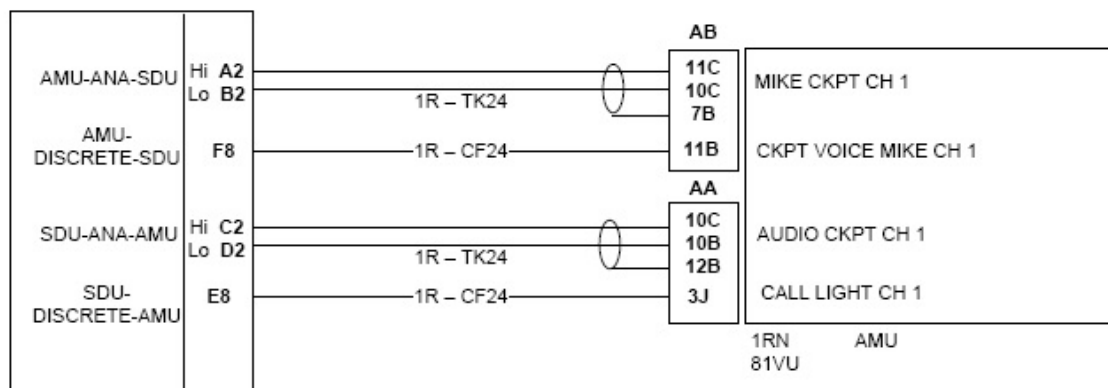 AB
AMU-ANA-SDU Hi A2 11C MIKE CKPT CH 1
Lo B2 1R – TK24 10C
7B
AMU-
DISCRETE-SDU F8 1R – CF24 11B CKPT VOICE MIKE CH 1
AA
SDU-ANA-AMU Hi C2 10C AUDIO CKPT CH 1
Lo D2 1R – TK24 10B
12B
SDU-
DISCRETE-AMU E8 1R – CF24 3J CALL LIGHT CH 1
1RN AMU
81VU